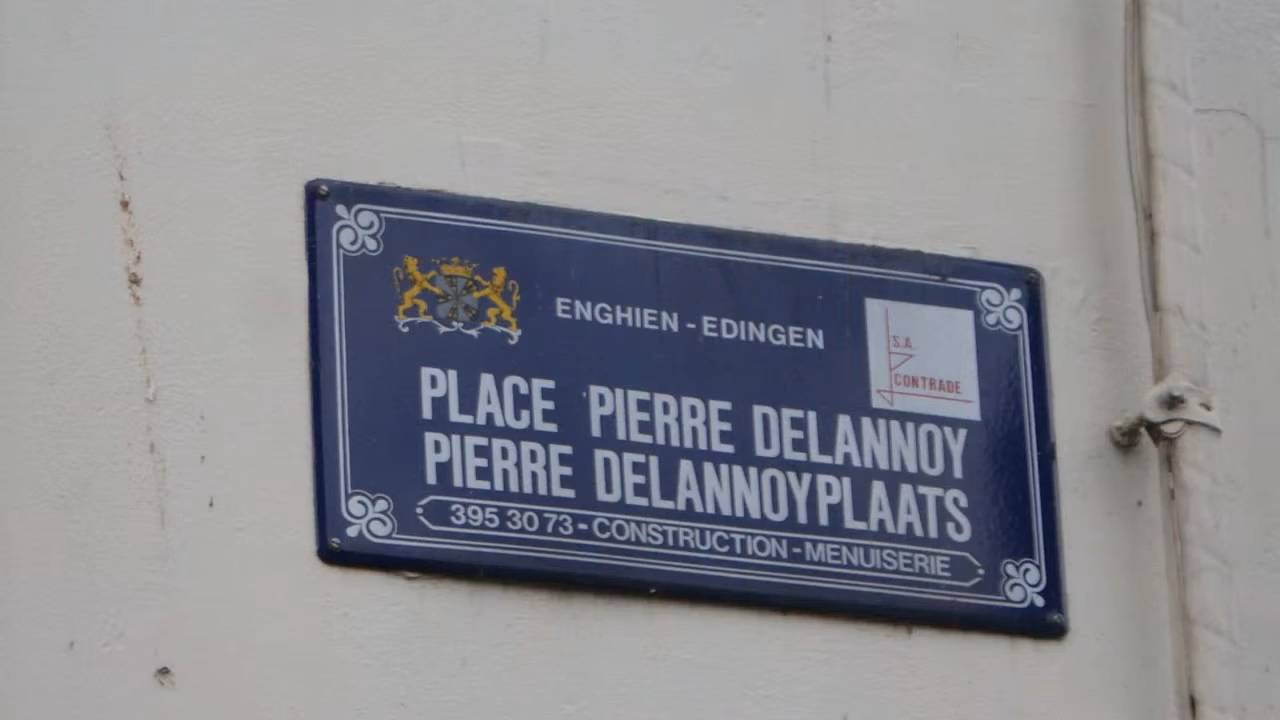 ENGHIEN - EDINGEN
S.A.
CONTRADE
PLACE PIERRE DELANNOY
PIERRE DELANNOYPLAATS
395 30 73 - CONSTRUCTION - MENUISERIE